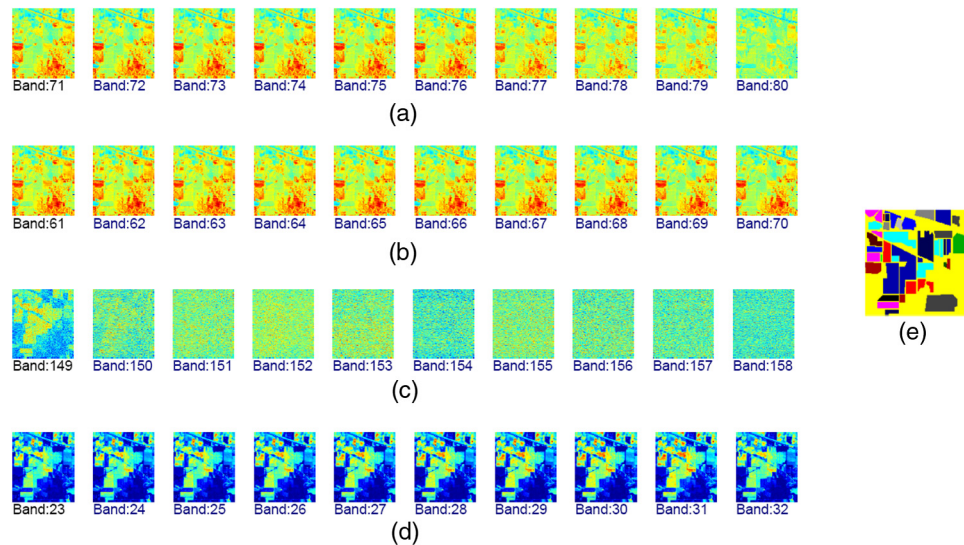 Band:71 Band:72 Band:73 Band:74 Band:75 Band:76 Band:77 Band:78 Band:79 Band:80
(a)
Band:61 Band:62 Band:63 Band:64 Band:65 Band:66 Band:67 Band:68 Band:69 Band:70
(b)
(e)
Band:149 Band:150 Band:151 Band:152 Band:153 Band:154 Band:155 Band:156 Band:157 Band:158
(c)
Band:23 Band:24 Band:25 Band:26 Band:27 Band:28 Band:29 Band:30 Band:31 Band:32
(d)